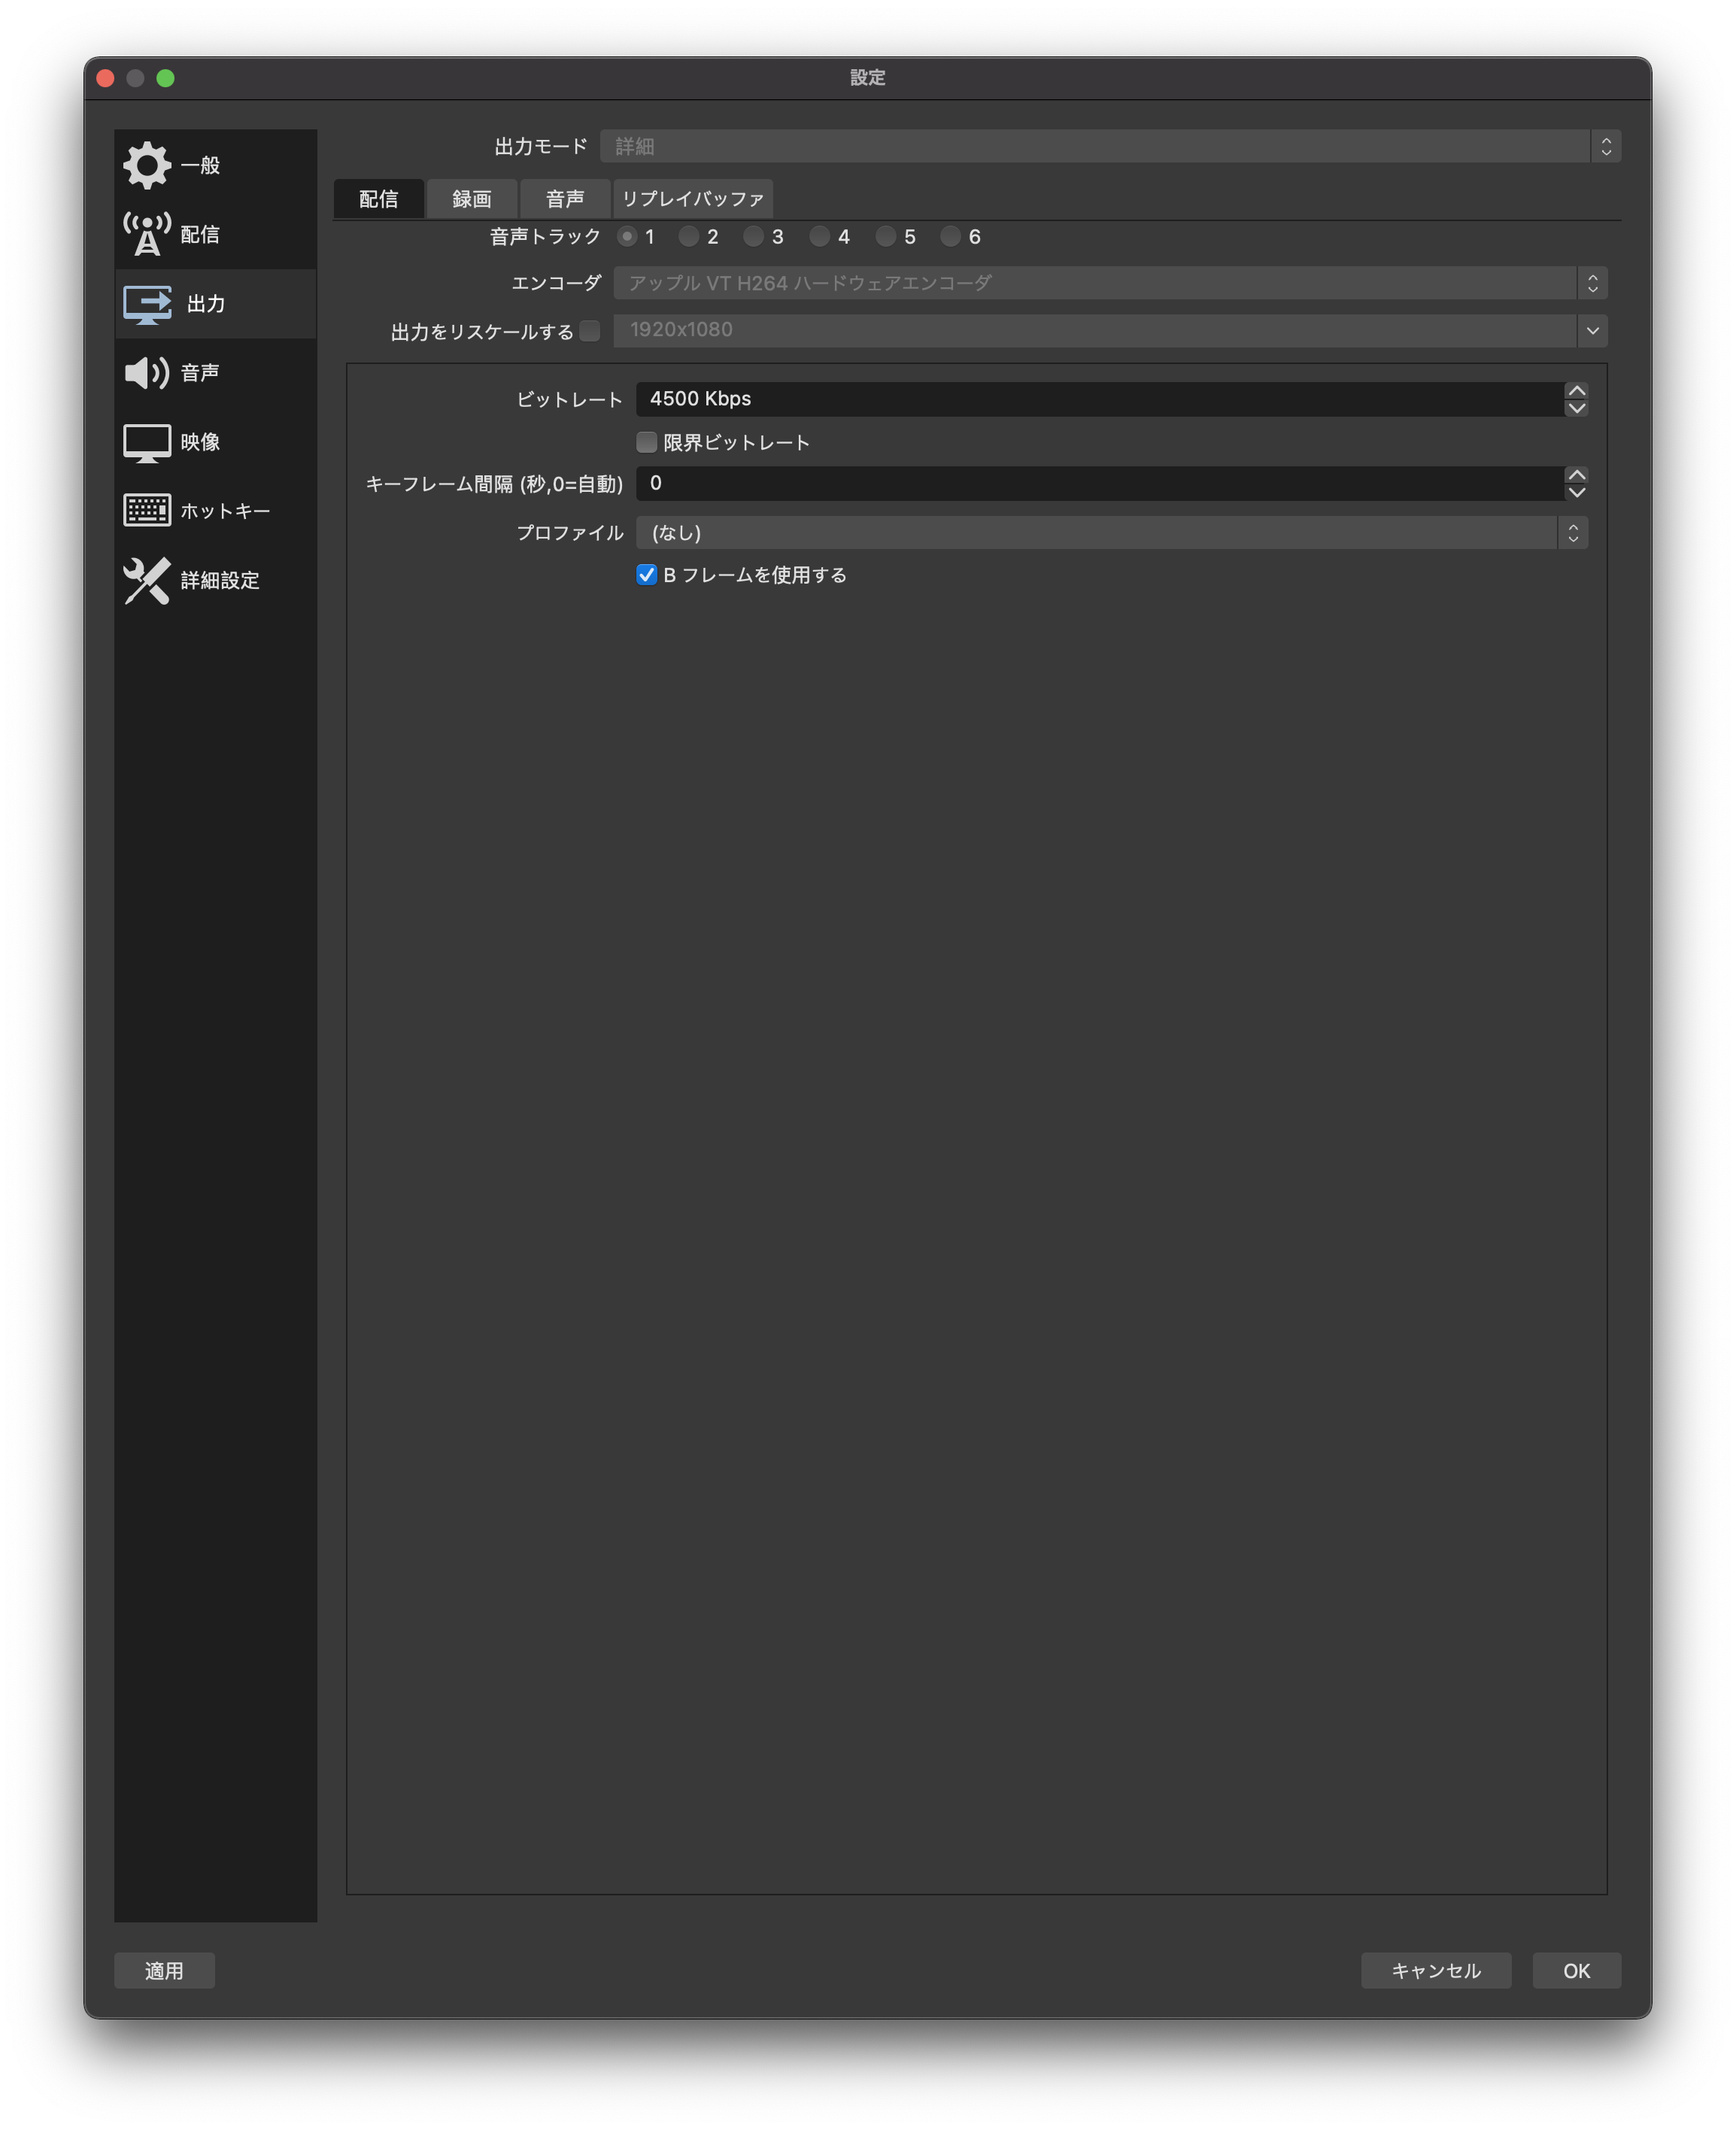 設定
一般
配信
出力
音声
映像
ホットキー
詳細設定
出力モード 詳細
配信 録画 音声 リプレイバッファ
音声トラック 1 2 3 4 5 6
エンコーダ アップル VT H264 ハードウェアエンコーダ
出力をリスケールする 1920x1080
ビットレート 4500 Kbps
限界ビットレート
キーフレーム間隔 (秒,0=自動) 0
プロファイル (なし)
B フレームを使用する
適用 キャンセル OK